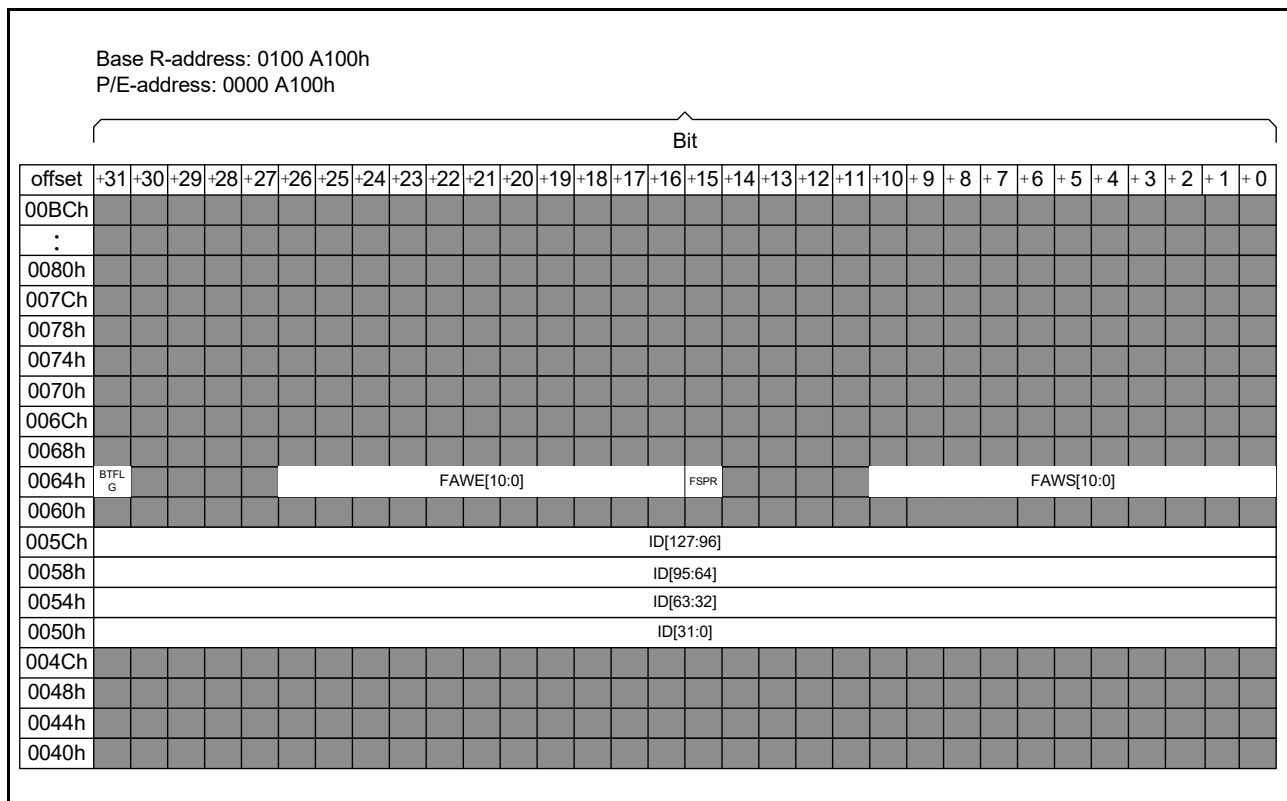 Base R-address: 0100 A100h
P/E-address: 0000 A100h
Bit
offset +31 +30 +29 +28 +27 +26 +25 +24 +23 +22 +21 +20 +19 +18 +17 +16 +15 +14 +13 +12 +11 +10 + 9 + 8 + 7 +6 + 5 + 4 + 3 + 2 + 1 + 0
00BCh
:
0080h
007Ch
0078h
0074h
0070h
006Ch
0068h
0064h BTFL G FAWE[10:0] FSPR FAWS[10:0]
0060h
005Ch ID[127:96]
0058h ID[95:64]
0054h ID[63:32]
0050h ID[31:0]
004Ch
0048h
0044h
0040h